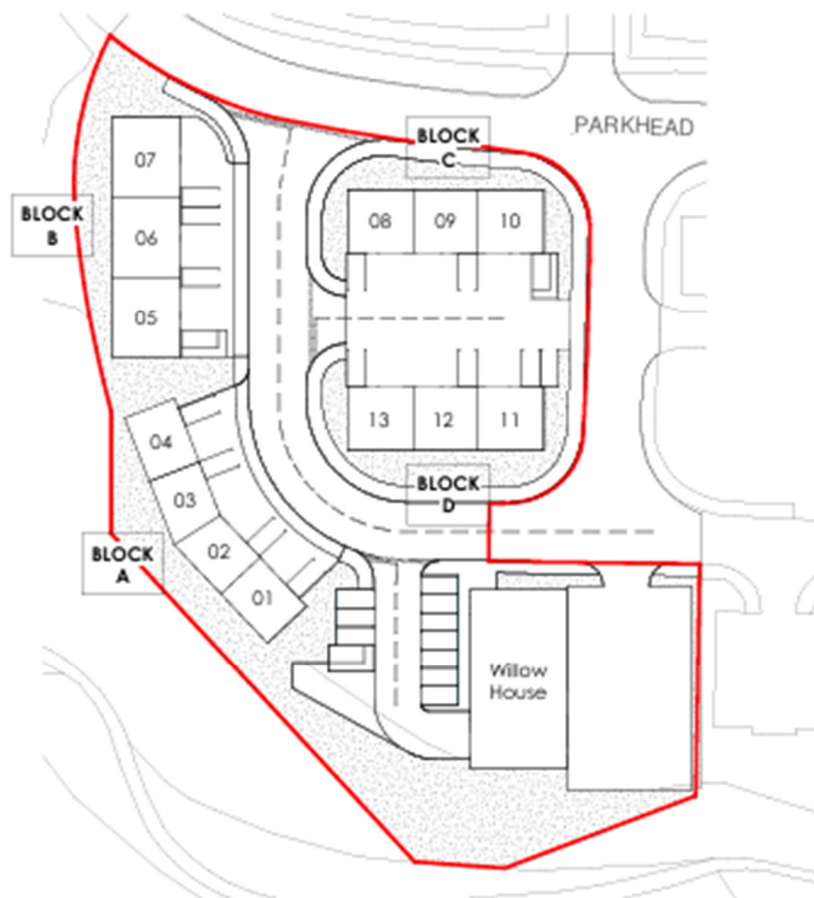 BLOCK
C
PARKHEAD
07
BLOCK
B
06
05
08
09
10
13
12
11
04
03
BLOCK
D
BLOCK
A
02
01
Willow
House